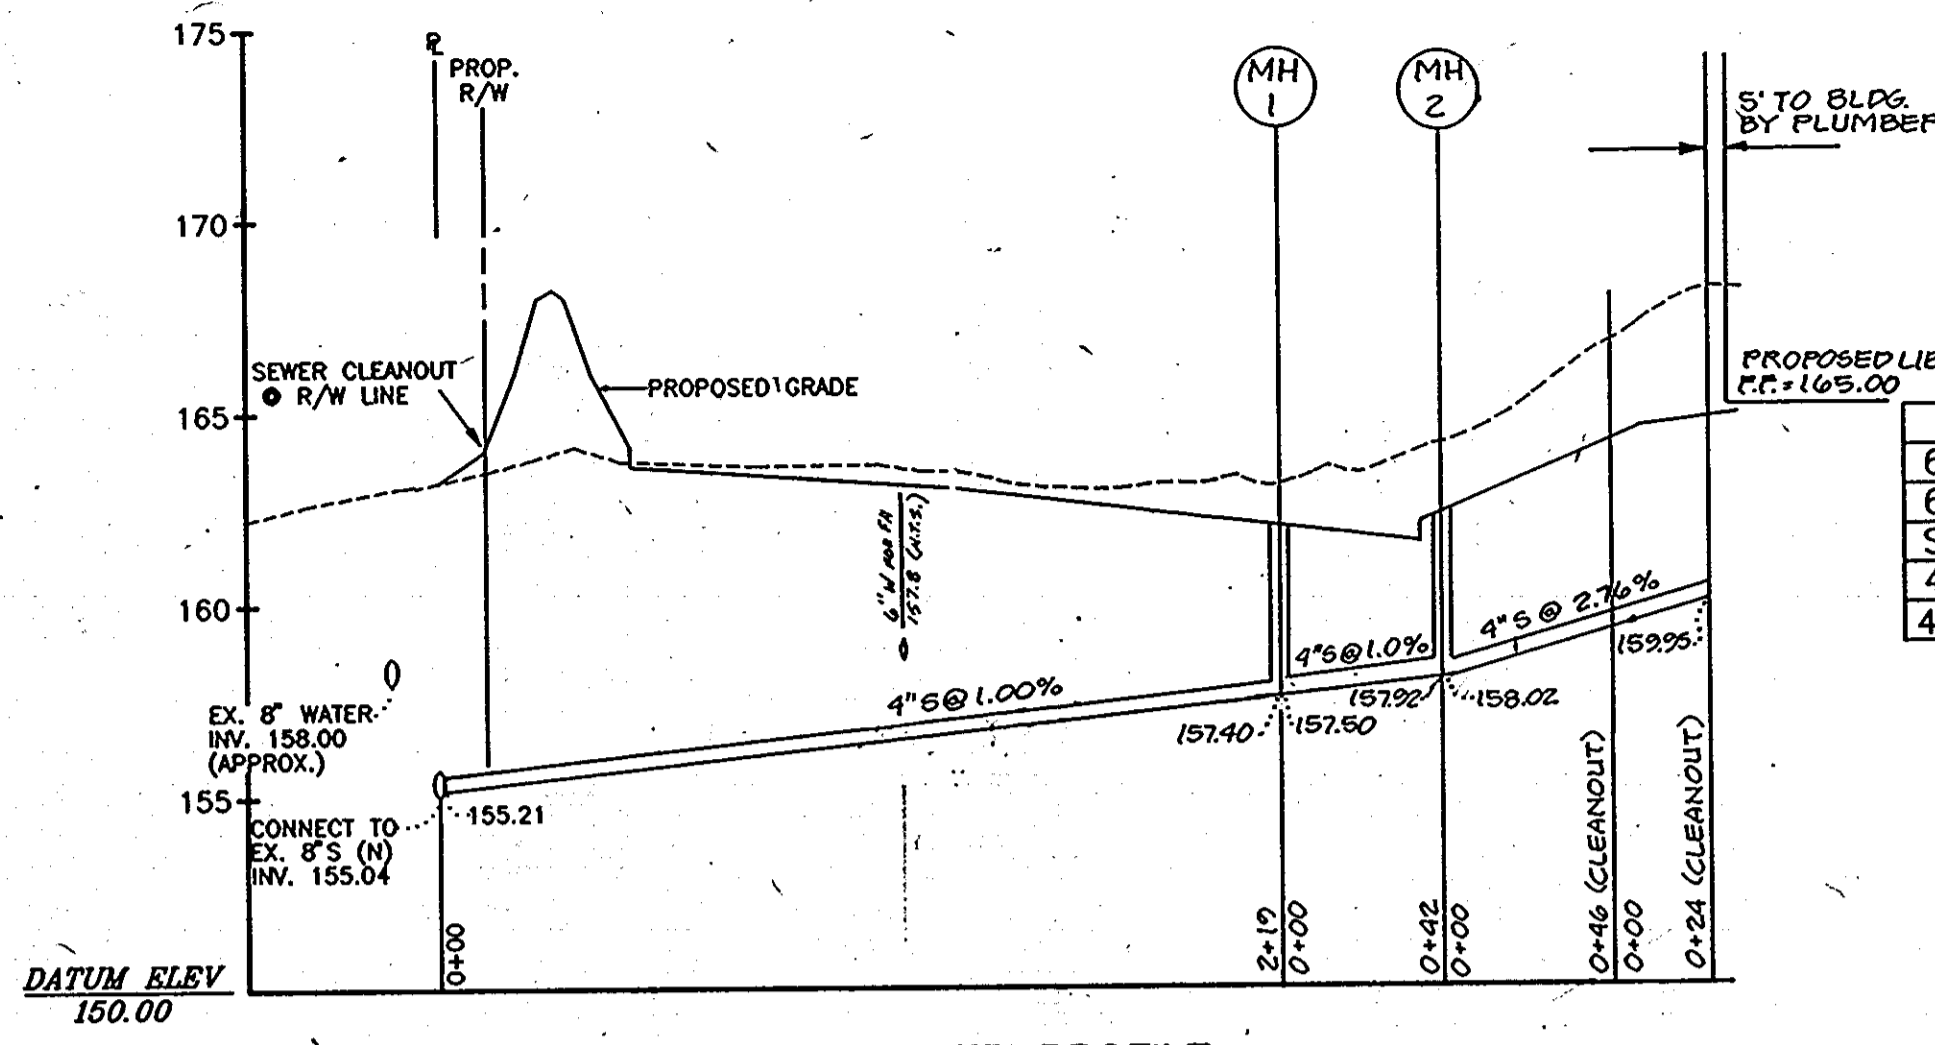 175
170
165
160
155
DATUM ELEV
150.00
PROP.
R/W
MH
1
MH
2
5' TO BLDG.
BY PLUMBER
SEWER CLEANOUT
@ R/W LINE
PROPOSED GRADE
PROPOSED LIB
F.F.=165.00
6" W FOR FH
157.8 (N.T.S.)
EX. 8" WATER
INV. 158.00
(APPROX.)
CONNECT TO
EX. 8"S (N)
INV. 155.04
155.21
4" S @ 1.00%
157.40
157.50
4"S @ 1.0%
157.92
158.02
4" S @ 2.76%
159.95
0+00
2+19
0+00
0+42
0+00
0+46 (CLEANOUT)
0+00
0+24 (CLEANOUT)